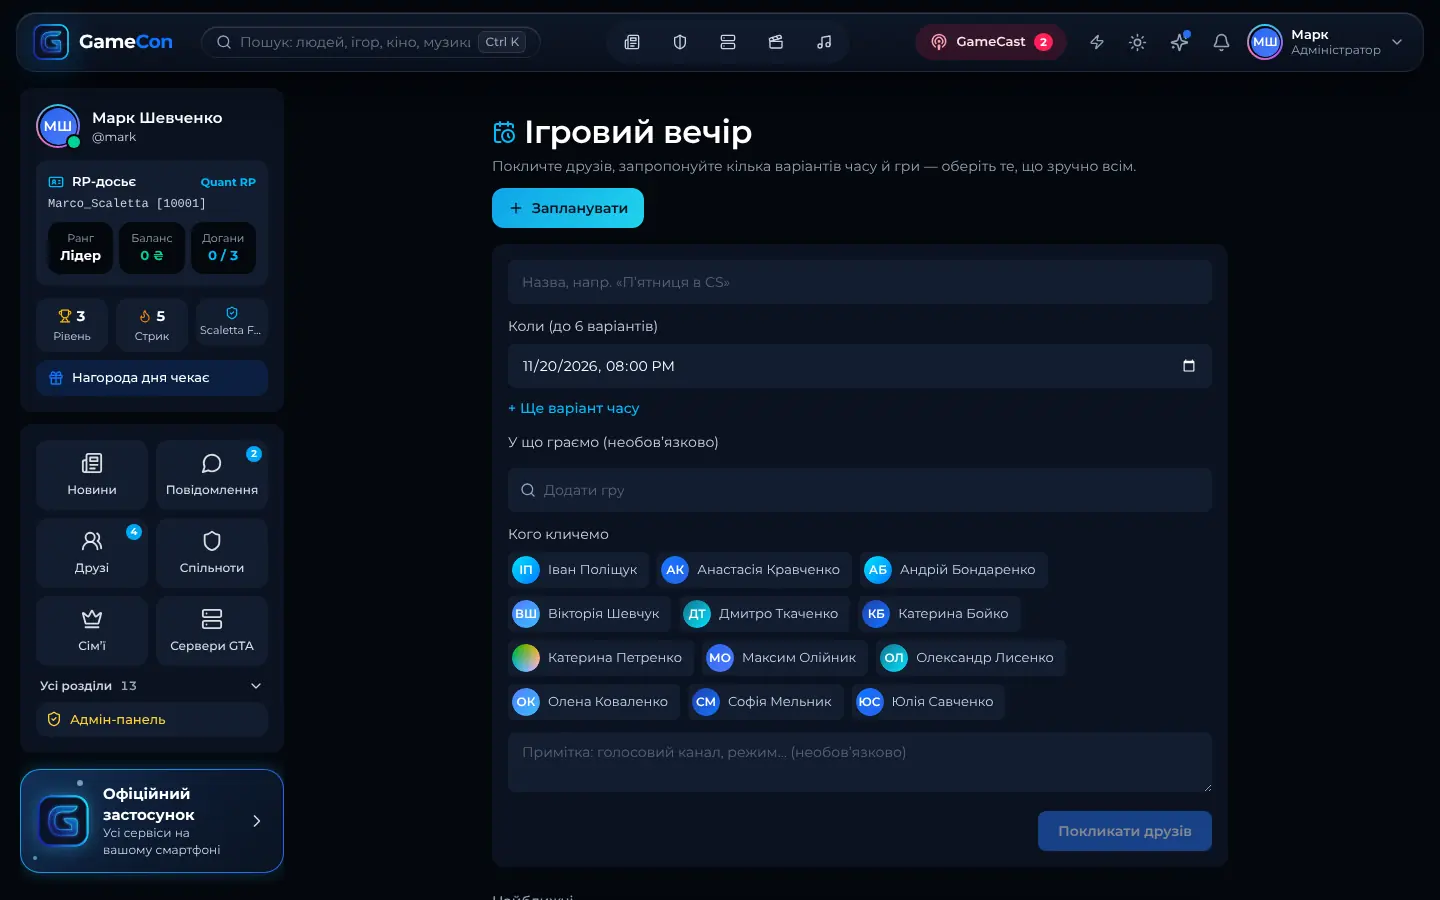 GameCon
Пошук: людей, ігор, кіно, музики
Ctrl K
GameCast 2
МШ
Марк
Адміністратор
МШ
Марк Шевченко
@mark
RP-досьє
Quant RP
Marco_Scaletta [10001]
Ранг
Лідер
Баланс
0 ₴
Догани
0 / 3
3
Рівень
5
Стрик
Scaletta F...
Нагорода дня чекає
Новини
2
Повідомлення
4
Друзі
Спільноти
Сім'ї
Сервери GTA
Усі розділи 13
Адмін-панель
Офіційний
застосунок
Усі сервіси на
вашому смартфоні
Ігровий вечір
Покличте друзів, запропонуйте кілька варіантів часу й гри — оберіть те, що зручно всім.
+ Запланувати
Назва, напр. «П'ятниця в CS»
Коли (до 6 варіантів)
11/20/2026, 08:00 PM
+ Ще варіант часу
У що граємо (необов'язково)
Додати гру
Кого кличемо
ІП Іван Поліщук АК Анастасія Кравченко АБ Андрій Бондаренко
ВШ Вікторія Шевчук ДТ Дмитро Ткаченко КБ Катерина Бойко
Катерина Петренко МО Максим Олійник ОЛ Олександр Лисенко
ОК Олена Коваленко СМ Софія Мельник ЮС Юлія Савченко
Примітка: голосовий канал, режим… (необов'язково)
Покликати друзів